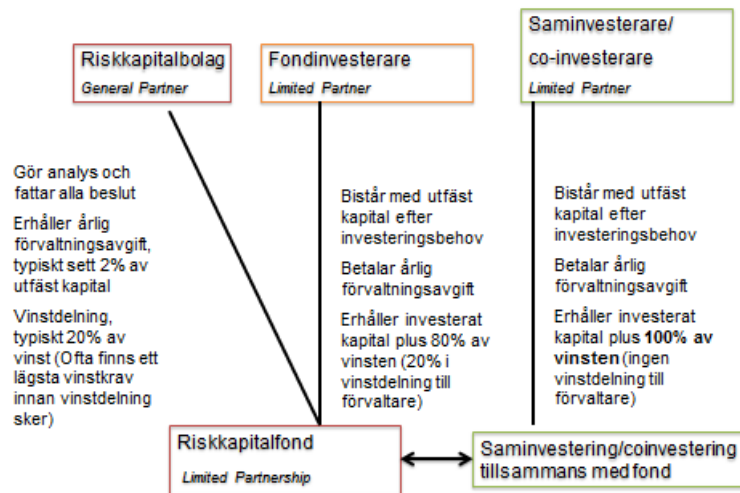 Riskkapitalbolag
General Partner
Fondinvesterare
Limited Partner
Saminvesterare/
co-investerare
Limited Partner
Gör analys och
fattar alla beslut
Erhåller årlig
förvaltningsavgift,
typiskt sett 2% av
utfäst kapital
Vinstdelning,
typiskt 20% av
vinst (Ofta finns ett
lägsta vinstkrav
innan vinstdelning
sker)
Bistår med utfäst
kapital efter
investeringsbehov
Betalar årlig
förvaltningsavgift
Erhåller investerat
kapital plus 80% av
vinsten (20% i
vinstdelning till
förvaltare)
Bistår med utfäst
kapital efter
investeringsbehov
Betalar årlig
förvaltningsavgift
Erhåller investerat
kapital plus 100% av
vinsten (ingen
vinstdelning till
förvaltare)
Riskkapitalfond
Limited Partnership
Saminvestering/coinvestering
tillsammans med fond